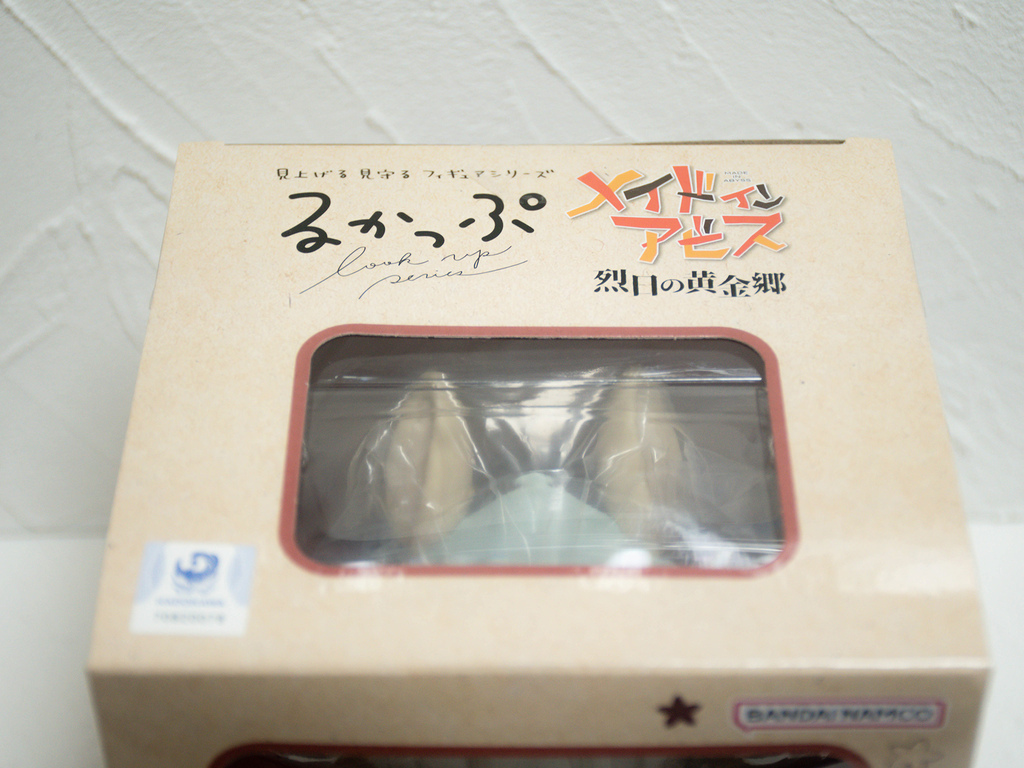 見上げる 見守る フィギュアシリーズ
るかっぷ
look up
series
メイドイン
アビス
烈日の黄金郷
BANDAI NAMCO